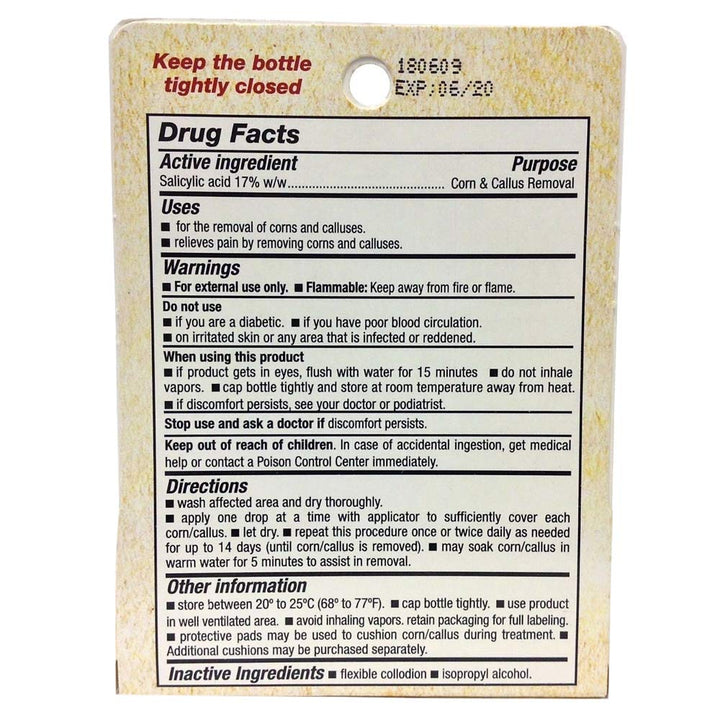 Keep the bottle
tightly closed
180609
EXP:06/20
Drug Facts
Active ingredient Purpose
Salicylic acid 17% w/w............................................. Corn & Callus Removal
Uses
■ for the removal of corns and calluses.
■ relieves pain by removing corns and calluses.
Warnings
■ For external use only. ■ Flammable: Keep away from fire or flame.
Do not use
■ if you are a diabetic. ■ if you have poor blood circulation.
■ on irritated skin or any area that is infected or reddened.
When using this product
■ if product gets in eyes, flush with water for 15 minutes ■ do not inhale
vapors. ■ cap bottle tightly and store at room temperature away from heat.
■ if discomfort persists, see your doctor or podiatrist.
Stop use and ask a doctor if discomfort persists.
Keep out of reach of children. In case of accidental ingestion, get medical
help or contact a Poison Control Center immediately.
Directions
■ wash affected area and dry thoroughly.
■ apply one drop at a time with applicator to sufficiently cover each
corn/callus. ■ let dry. ■ repeat this procedure once or twice daily as needed
for up to 14 days (until corn/callus is removed). ■ may soak corn/callus in
warm water for 5 minutes to assist in removal.
Other information
■ store between 20º to 25ºC (68º to 77ºF). ■ cap bottle tightly. ■ use product
in well ventilated area. ■ avoid inhaling vapors. retain packaging for full labeling.
■ protective pads may be used to cushion corn/callus during treatment. ■
Additional cushions may be purchased separately.
Inactive Ingredients ■ flexible collodion ■ isopropyl alcohol.